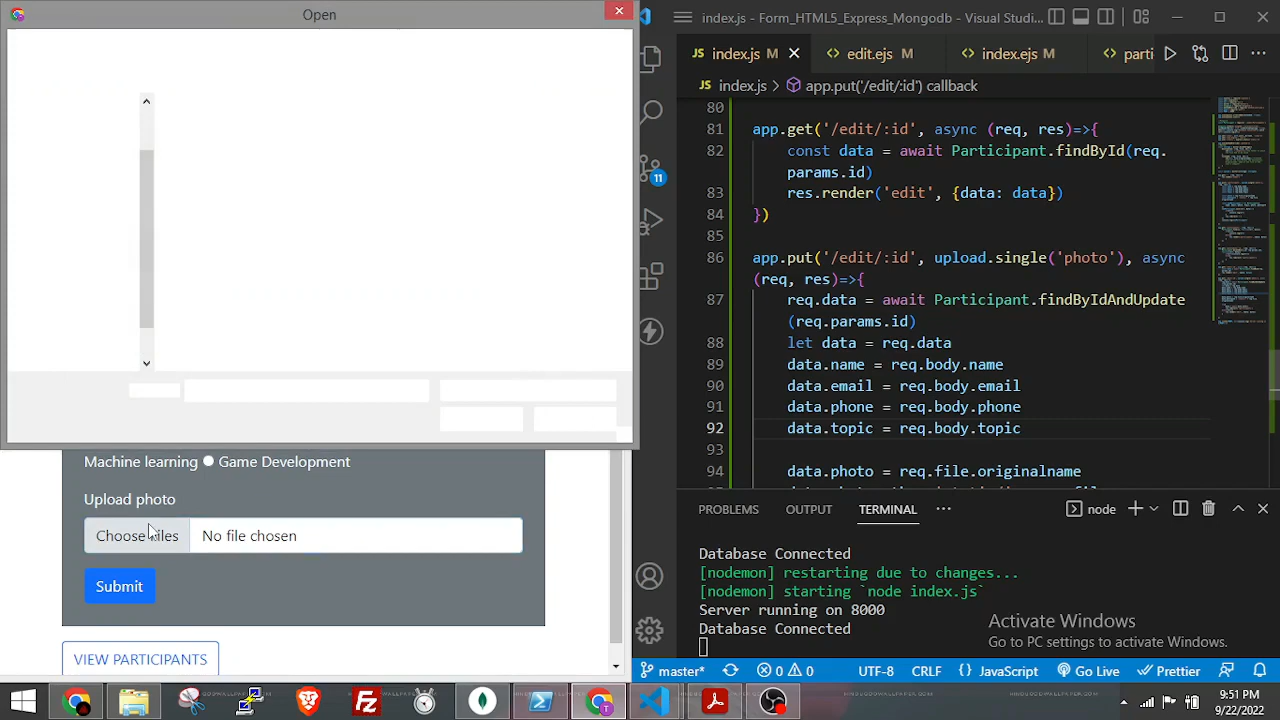 Open
index.js - Form_HTML5_Express_Mongodb - Visual Studi...
JS index.js M
<> edit.ejs M
<> index.ejs M
<> parti
JS index.js > app.put('/edit/:id') callback
80
81 app.get('/edit/:id', async (req, res)=>{
82 const data = await Participant.findById(req.
params.id)
83 res.render('edit', {data: data})
84 })
85
86 app.put('/edit/:id', upload.single('photo'), async
(req, res)=>{
87 req.data = await Participant.findByIdAndUpdate
(req.params.id)
88 let data = req.data
89 data.name = req.body.name
90 data.email = req.body.email
91 data.phone = req.body.phone
92 data.topic = req.body.topic
93
94 data.photo = req.file.originalname
11
Machine learning Game Development
Upload photo
Choose files No file chosen
Submit
VIEW PARTICIPANTS
PROBLEMS OUTPUT TERMINAL ... node
Database Connected
[nodemon] restarting due to changes...
[nodemon] starting `node index.js`
Server running on 8000
Database Connected
Activate Windows
Go to PC settings to activate Windows.
master* 0 0 UTF-8 CRLF {} JavaScript Go Live Prettier
9:51 PM
9/22/2022